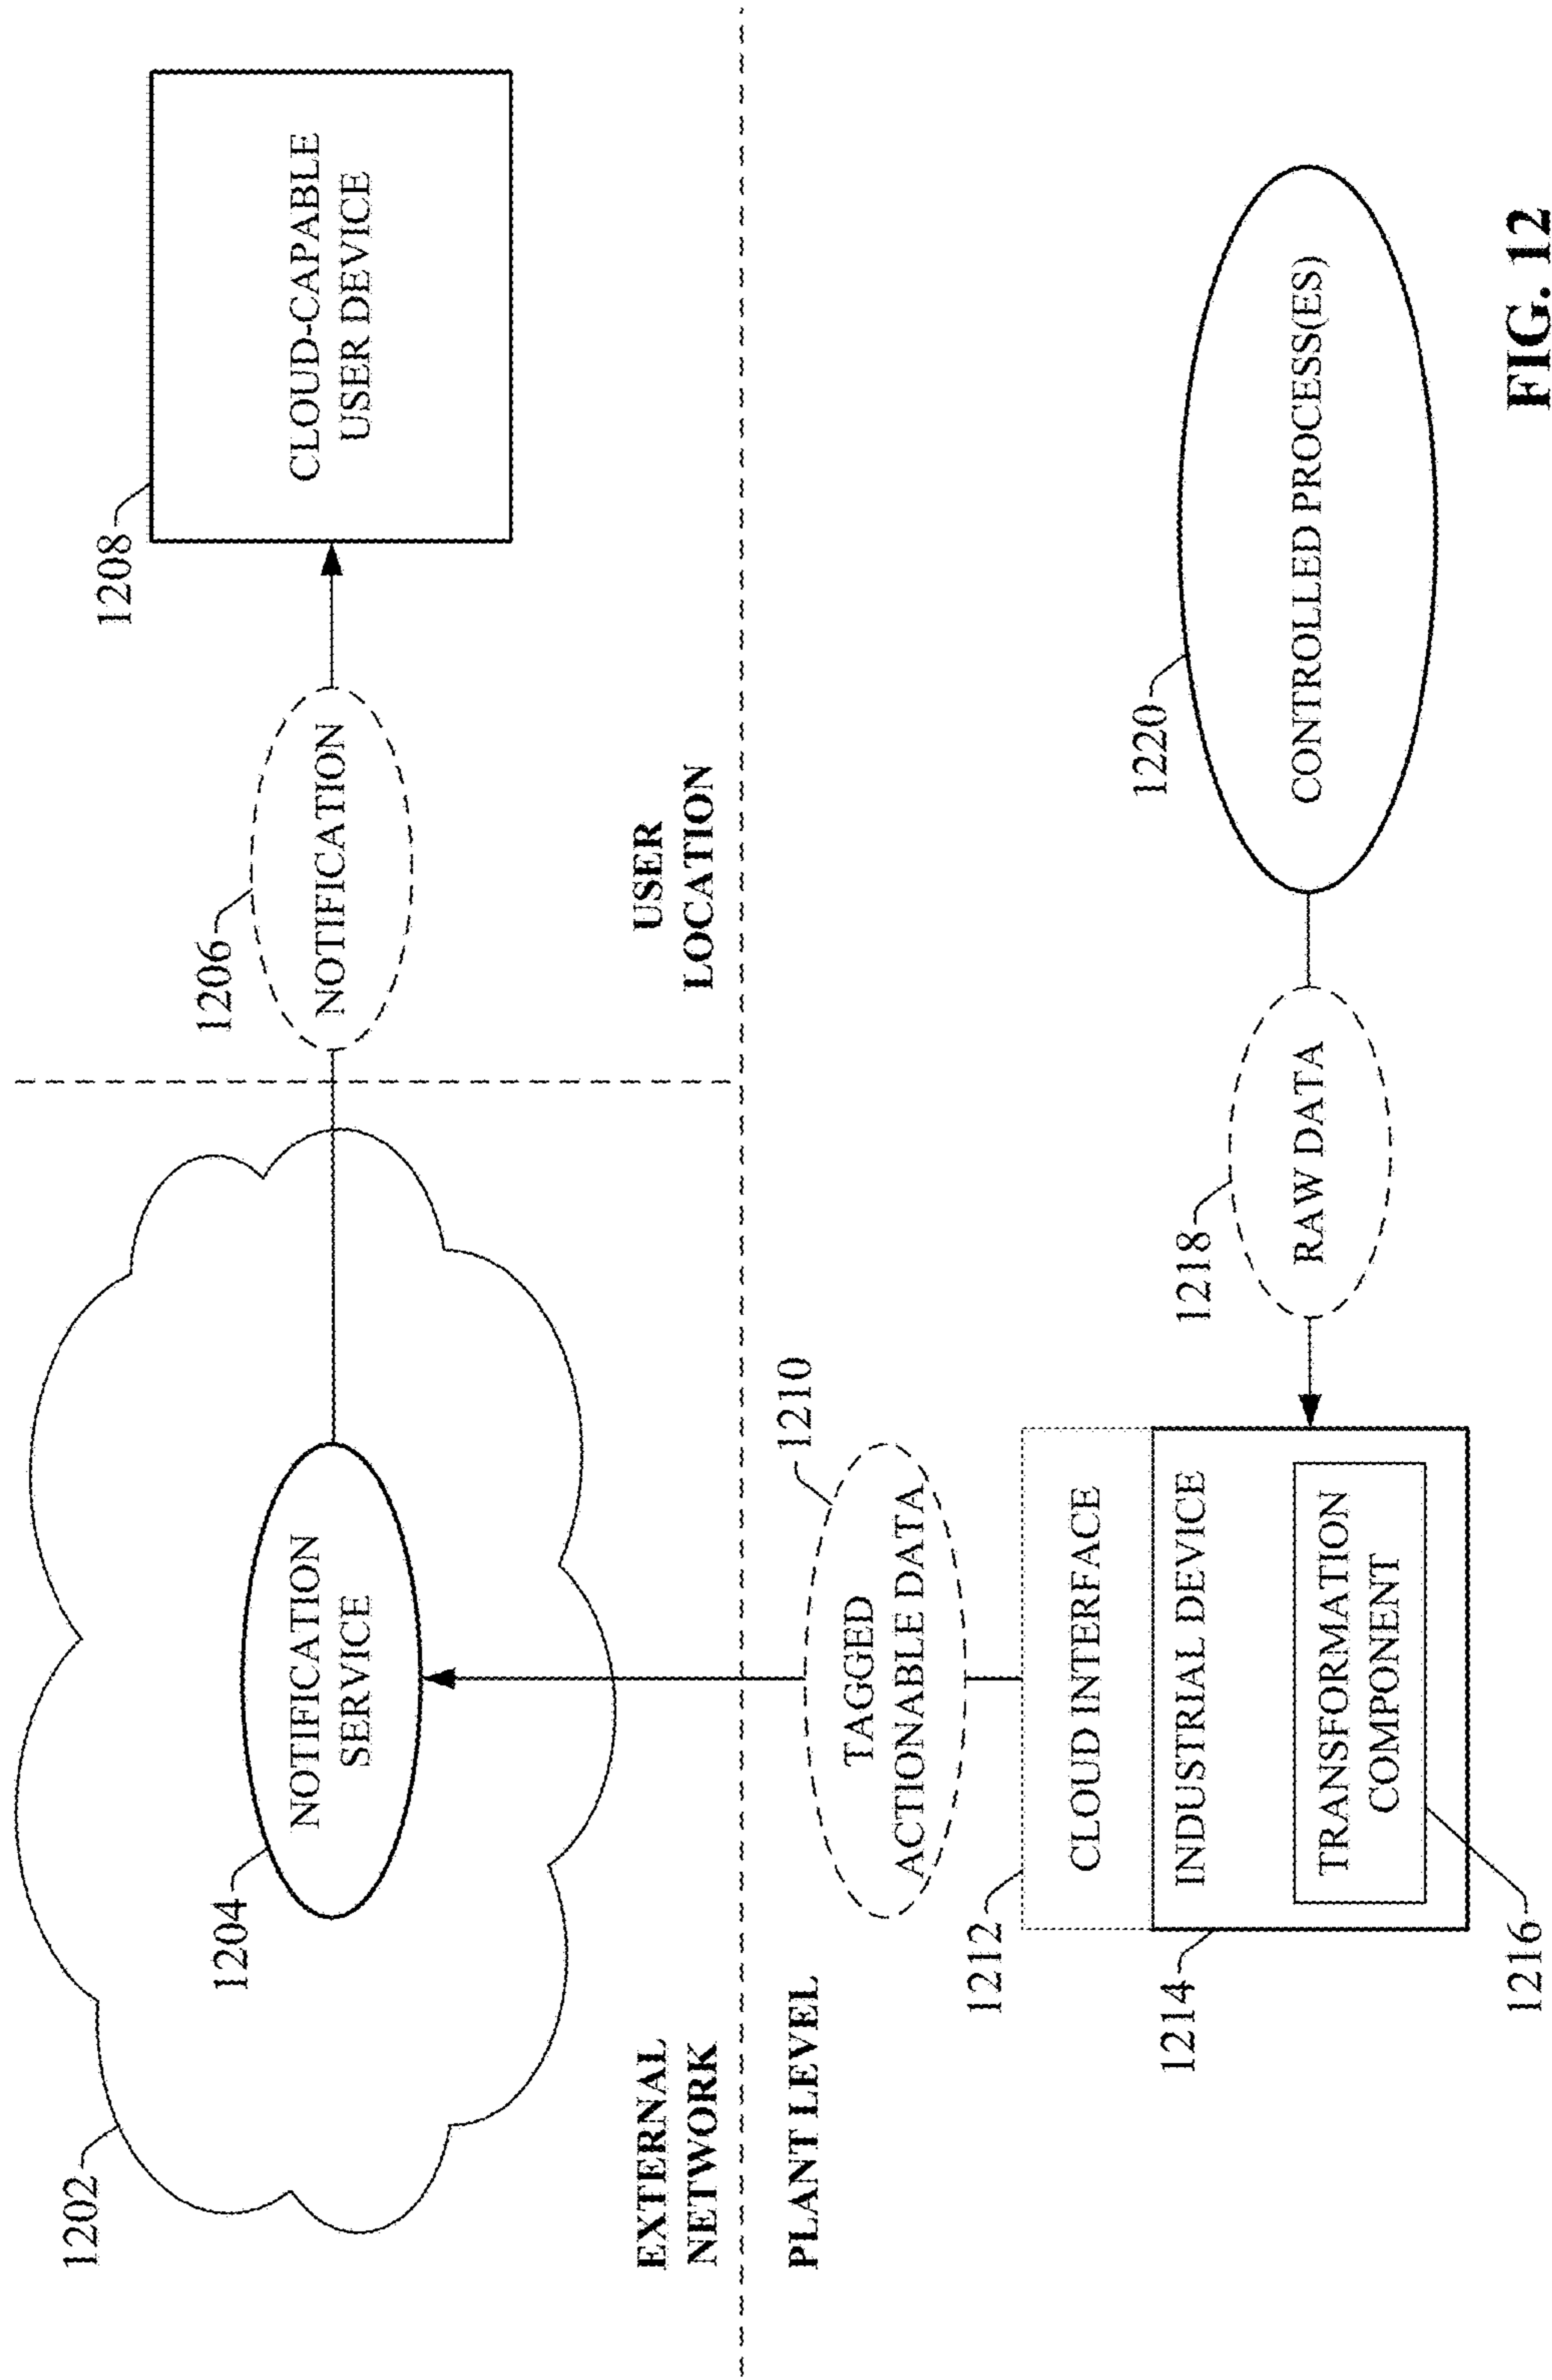 1202
1204
NOTIFICATION
SERVICE
1206
NOTIFICATION
1208
CLOUD-CAPABLE
USER DEVICE
EXTERNAL
NETWORK
USER
LOCATION
PLANT LEVEL
TAGGED
ACTIONABLE DATA
1210
1212
CLOUD INTERFACE
1214
INDUSTRIAL DEVICE
TRANSFORMATION
COMPONENT
1216
1218
RAW DATA
1220
CONTROLLED PROCESS(ES)
FIG. 12